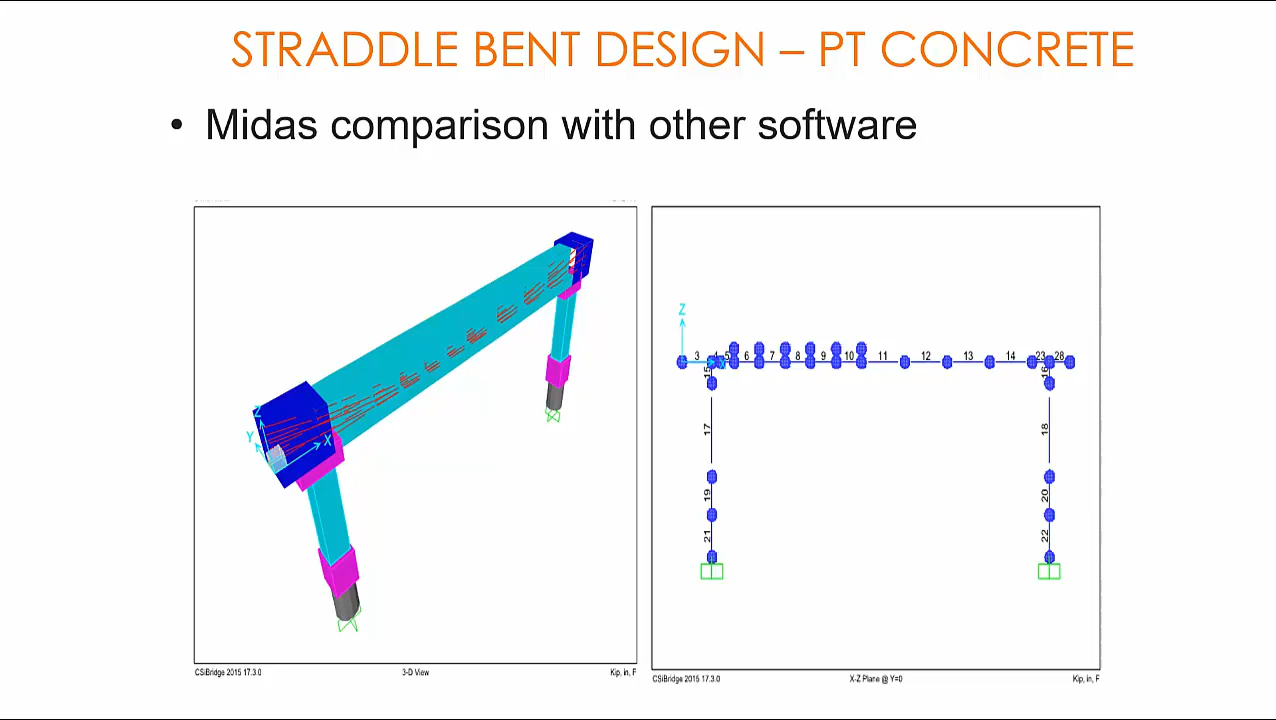 STRADDLE BENT DESIGN – PT CONCRETE
• Midas comparison with other software
Z
Y
X
CSiBridge 2015 17.3.0 3-D View Kip, in, F
Z
3 4 5 6 7 8 9 10 11 12 13 14 23 28
15 16
17 18
19 20
21 22
CSiBridge 2015 17.3.0 X-Z Plane @ Y=0 Kip, in, F